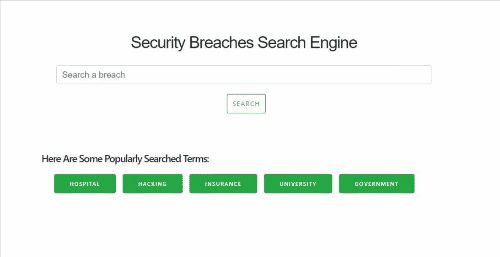 Security Breaches Search Engine
Search a breach
SEARCH
Here Are Some Popularly Searched Terms:
HOSPITAL HACKING INSURANCE UNIVERSITY GOVERNMENT